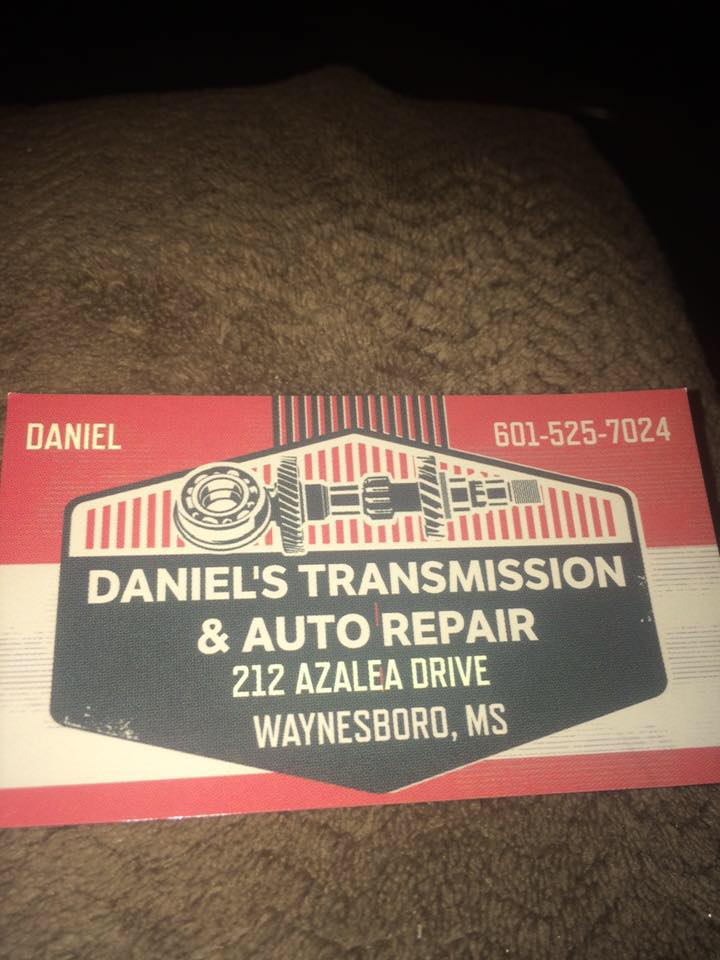 DANIEL
601-525-7024
DANIEL'S TRANSMISSION
& AUTO REPAIR
212 AZALEA DRIVE
WAYNESBORO, MS